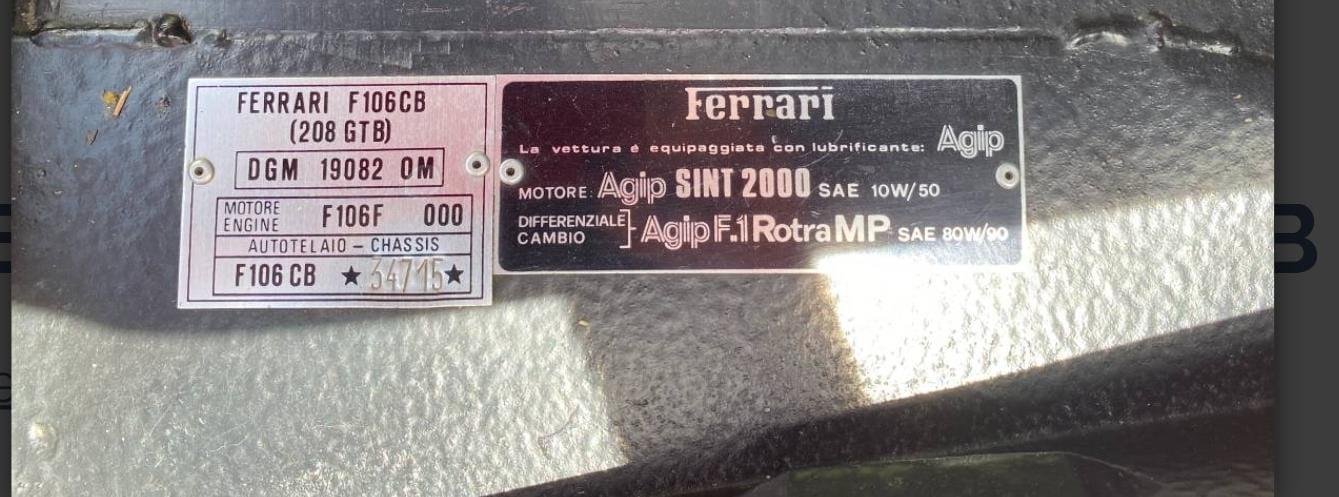 FERRARI F106CB
(208 GTB)
DGM 19082 OM
MOTORE
ENGINE F106F 000
AUTOTELAIO – CHASSIS
F106 CB ★ 34715 ★
Ferrari
La vettura è equipaggiata con lubrificante: Agip
MOTORE: Agip SINT 2000 SAE 10W/50
DIFFERENZIALE
CAMBIO } Agip F.1 Rotra MP SAE 80W/90